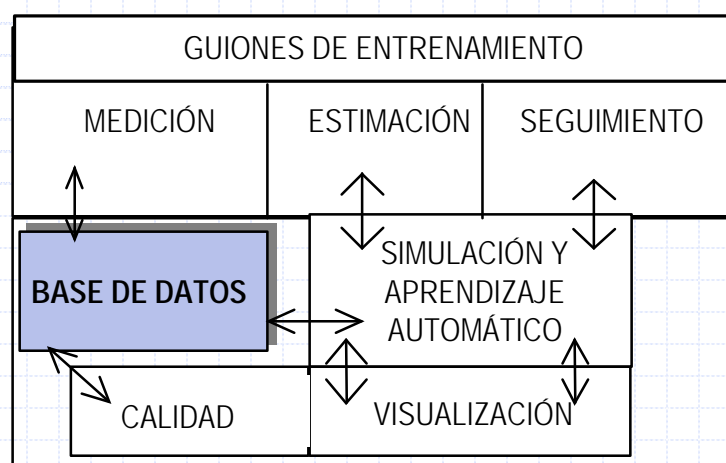 GUIONES DE ENTRENAMIENTO
MEDICIÓN
ESTIMACIÓN
SEGUIMIENTO
BASE DE DATOS
SIMULACIÓN Y
APRENDIZAJE
AUTOMÁTICO
CALIDAD
VISUALIZACIÓN